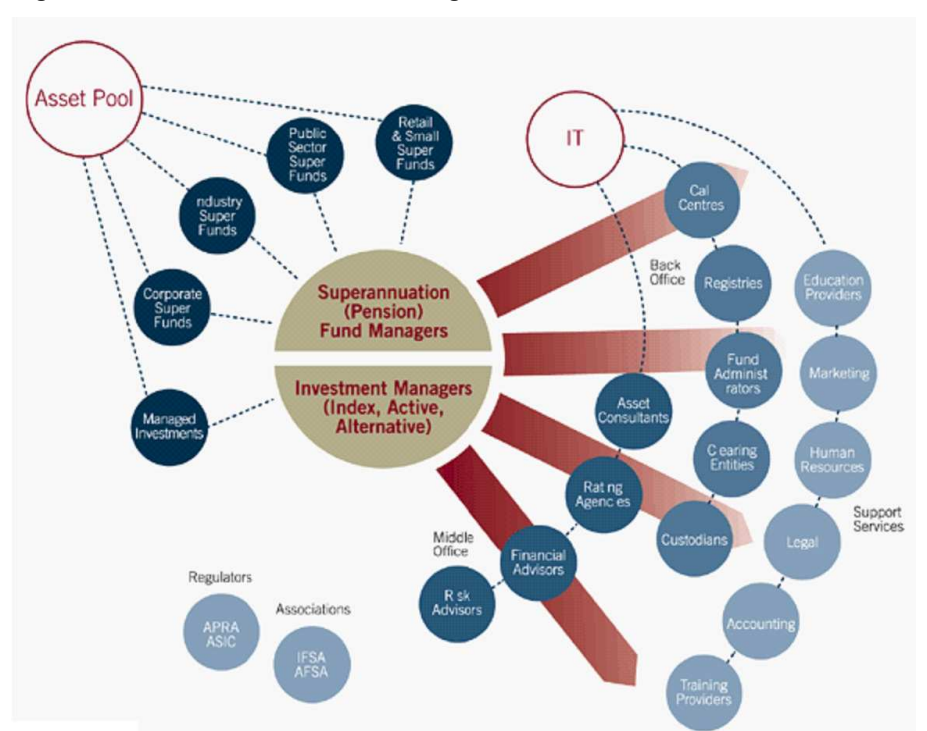 Asset Pool
Public
Sector
Super
Funds
Retail
& Small
Super
Funds
IT
ndustry
Super
Funds
Cal
Centres
Corporate
Super
Funds
Superannuation
(Pension)
Fund Managers
Back
Office
Registries
Education
Providers
Investment Managers
(Index, Active,
Alternative)
Fund
Administ
rators
Marketing
Managed
Investments
Asset
Consultants
C earing
Entities
Human
Resources
Rat ng
Agenc es
Support
Services
Custodians
Legal
Middle
Office
Financial
Advisors
R sk
Advisors
Regulators
APRA
ASIC
Associations
IFSA
AFSA
Accounting
Training
Providers